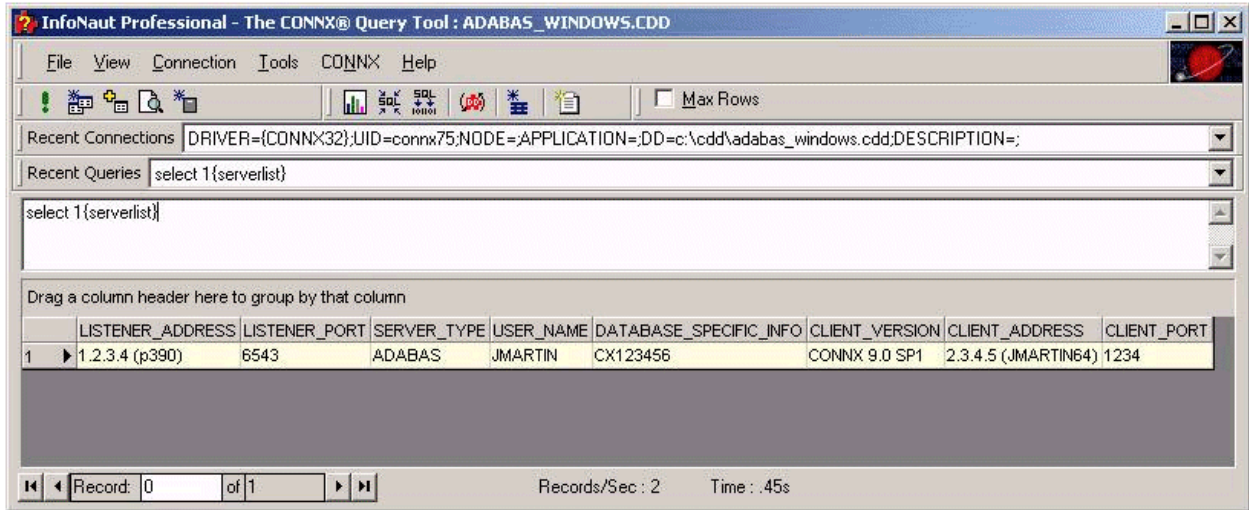 InfoNaut Professional - The CONNX® Query Tool : ADABAS_WINDOWS.CDD
File View Connection Tools CONNX Help
Max Rows
Recent Connections DRIVER={CONNX32};UID=connx75;NODE=;APPLICATION=;DD=c:\cdd\adabas_windows.cdd;DESCRIPTION=;
Recent Queries select 1{serverlist}
select 1{serverlist}
Drag a column header here to group by that column
LISTENER_ADDRESS LISTENER_PORT SERVER_TYPE USER_NAME DATABASE_SPECIFIC_INFO CLIENT_VERSION CLIENT_ADDRESS CLIENT_PORT
1 1.2.3.4 (p390) 6543 ADABAS JMARTIN CX123456 CONNX 9.0 SP1 2.3.4.5 (JMARTIN64) 1234
Record: 0 of 1 Records/Sec : 2 Time : .45s